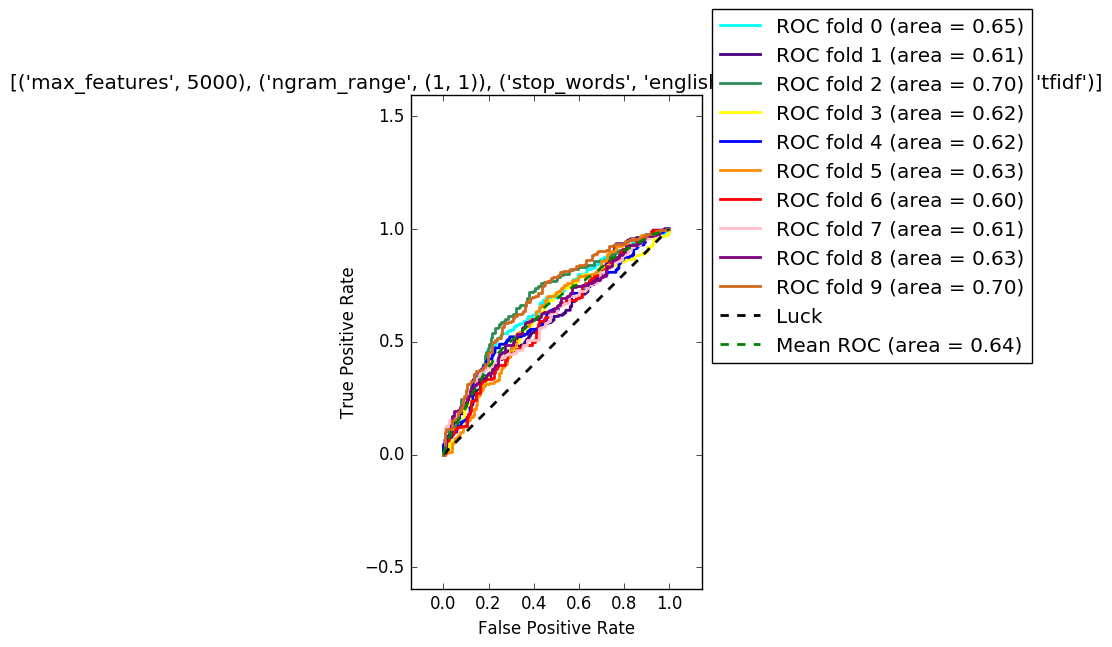 [('max_features', 5000), ('ngram_range', (1, 1)), ('stop_words', 'english 'tfidf')]
ROC fold 0 (area = 0.65)
ROC fold 1 (area = 0.61)
ROC fold 2 (area = 0.70)
ROC fold 3 (area = 0.62)
ROC fold 4 (area = 0.62)
ROC fold 5 (area = 0.63)
ROC fold 6 (area = 0.60)
ROC fold 7 (area = 0.61)
ROC fold 8 (area = 0.63)
ROC fold 9 (area = 0.70)
Luck
Mean ROC (area = 0.64)
True Positive Rate
1.5
1.0
0.5
0.0
−0.5
0.0 0.2 0.4 0.6 0.8 1.0
False Positive Rate